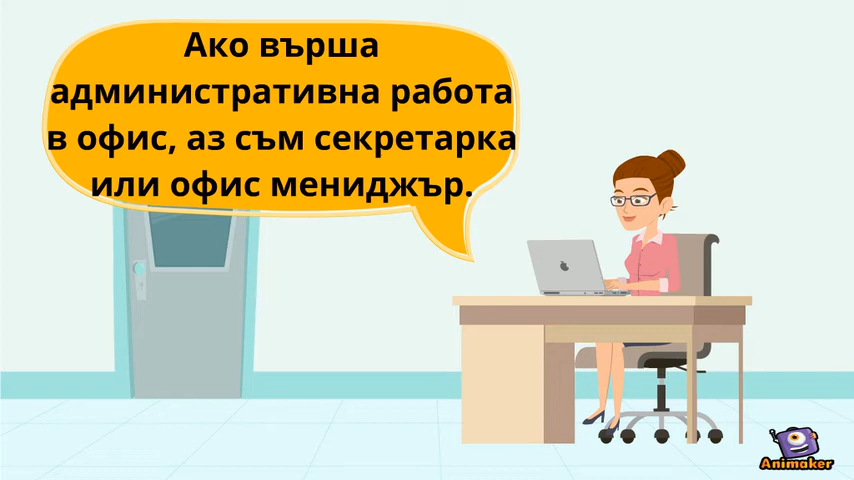 Ако върша
административна работа
в офис, аз съм секретарка
или офис мениджър.
Animaker